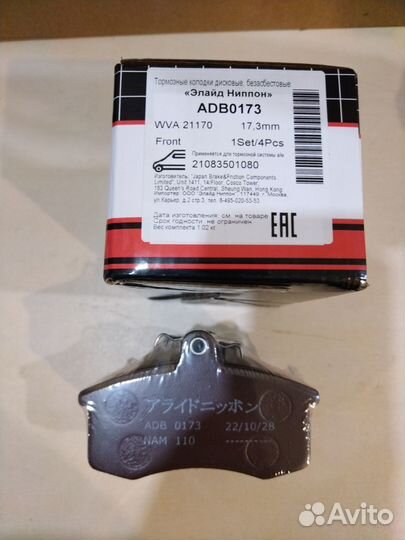 Тормозные колодки дисковые, безасбестовые
«Элайд Ниппон»
ADB0173
WVA 21170 17,3mm
Front 1Set/4Pcs
Применяется для тормозной системы а/м
21083501080
Изготовитель: "Japan Brake&Friction Components
Limited", Unit 1411, 14/Floor, Cosco Tower,
183 Queen's Road Central, Sheung Wan, Hong Kong
Импортер: ООО "Элайд Ниппон" 117449, г. Москва,
ул.Карьер, д.2 стр.3, тел. 8-495-020-53-53
Дата изготовления: см. на товаре
Срок годности: не ограничен
Вес комплекта 1.02 кг
EAC
アライドニッポン
ADB 0173 22/10/28
NAM 110
Avito